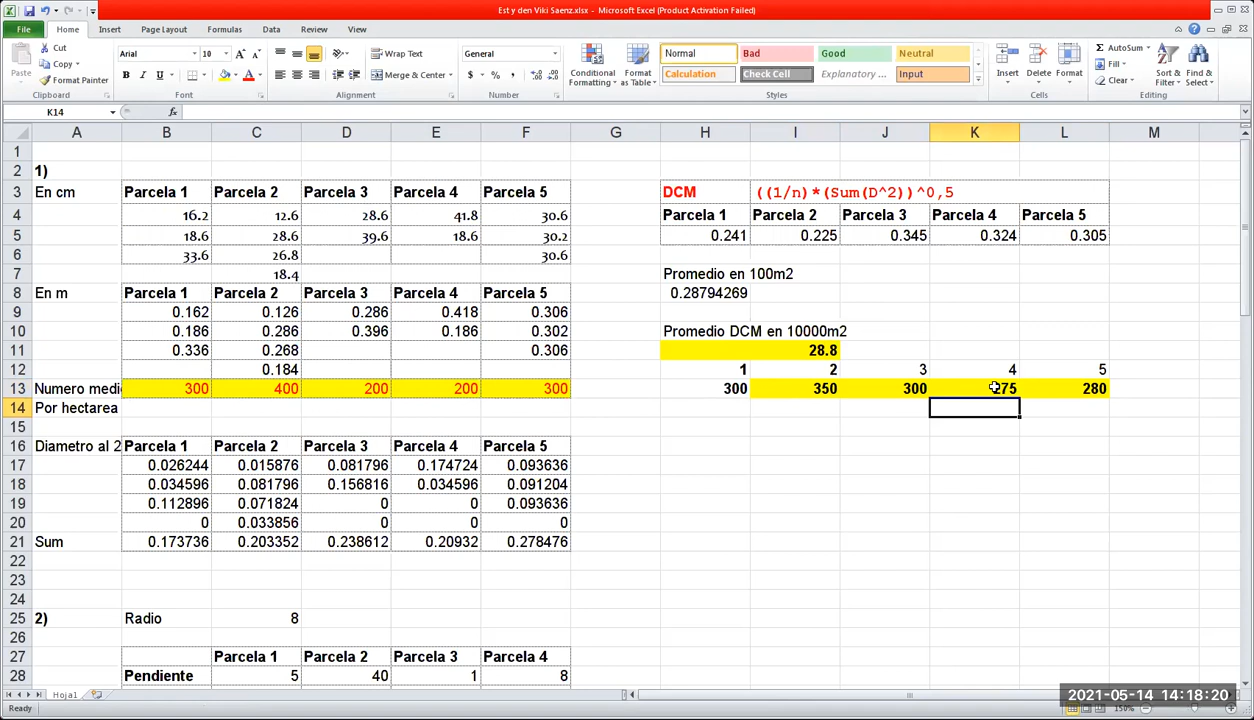 Est y den Viki Saenz.xlsx - Microsoft Excel (Product Activation Failed)
File Home Insert Page Layout Formulas Data Review View
Paste Cut Copy Format Painter Clipboard
Arial 10 Font
Wrap Text Merge & Center Alignment
General Number
Conditional Formatting Format as Table
Normal Bad Good Neutral
Calculation Check Cell Explanatory ... Input
Styles
Insert Delete Format Cells
AutoSum Fill Clear Sort & Filter Find & Select Editing
K14 fx
A B C D E F G H I J K L M
1
2 1)
3 En cm Parcela 1 Parcela 2 Parcela 3 Parcela 4 Parcela 5 DCM ((1/n)*(Sum(D^2))^0,5
4 16.2 12.6 28.6 41.8 30.6 Parcela 1 Parcela 2 Parcela 3 Parcela 4 Parcela 5
5 18.6 28.6 39.6 18.6 30.2 0.241 0.225 0.345 0.324 0.305
6 33.6 26.8 30.6
7 18.4 Promedio en 100m2
8 En m Parcela 1 Parcela 2 Parcela 3 Parcela 4 Parcela 5 0.28794269
9 0.162 0.126 0.286 0.418 0.306
10 0.186 0.286 0.396 0.186 0.302 Promedio DCM en 10000m2
11 0.336 0.268 0.306 28.8
12 0.184 1 2 3 4 5
13 Numero medi 300 400 200 200 300 300 350 300 275 280
14 Por hectarea
15
16 Diametro al 2 Parcela 1 Parcela 2 Parcela 3 Parcela 4 Parcela 5
17 0.026244 0.015876 0.081796 0.174724 0.093636
18 0.034596 0.081796 0.156816 0.034596 0.091204
19 0.112896 0.071824 0 0 0.093636
20 0 0.033856 0 0 0
21 Sum 0.173736 0.203352 0.238612 0.20932 0.278476
22
23
24
25 2) Radio 8
26
27 Parcela 1 Parcela 2 Parcela 3 Parcela 4
28 Pendiente 5 40 1 8
Hoja1
Ready 150%
2021-05-14 14:18:20